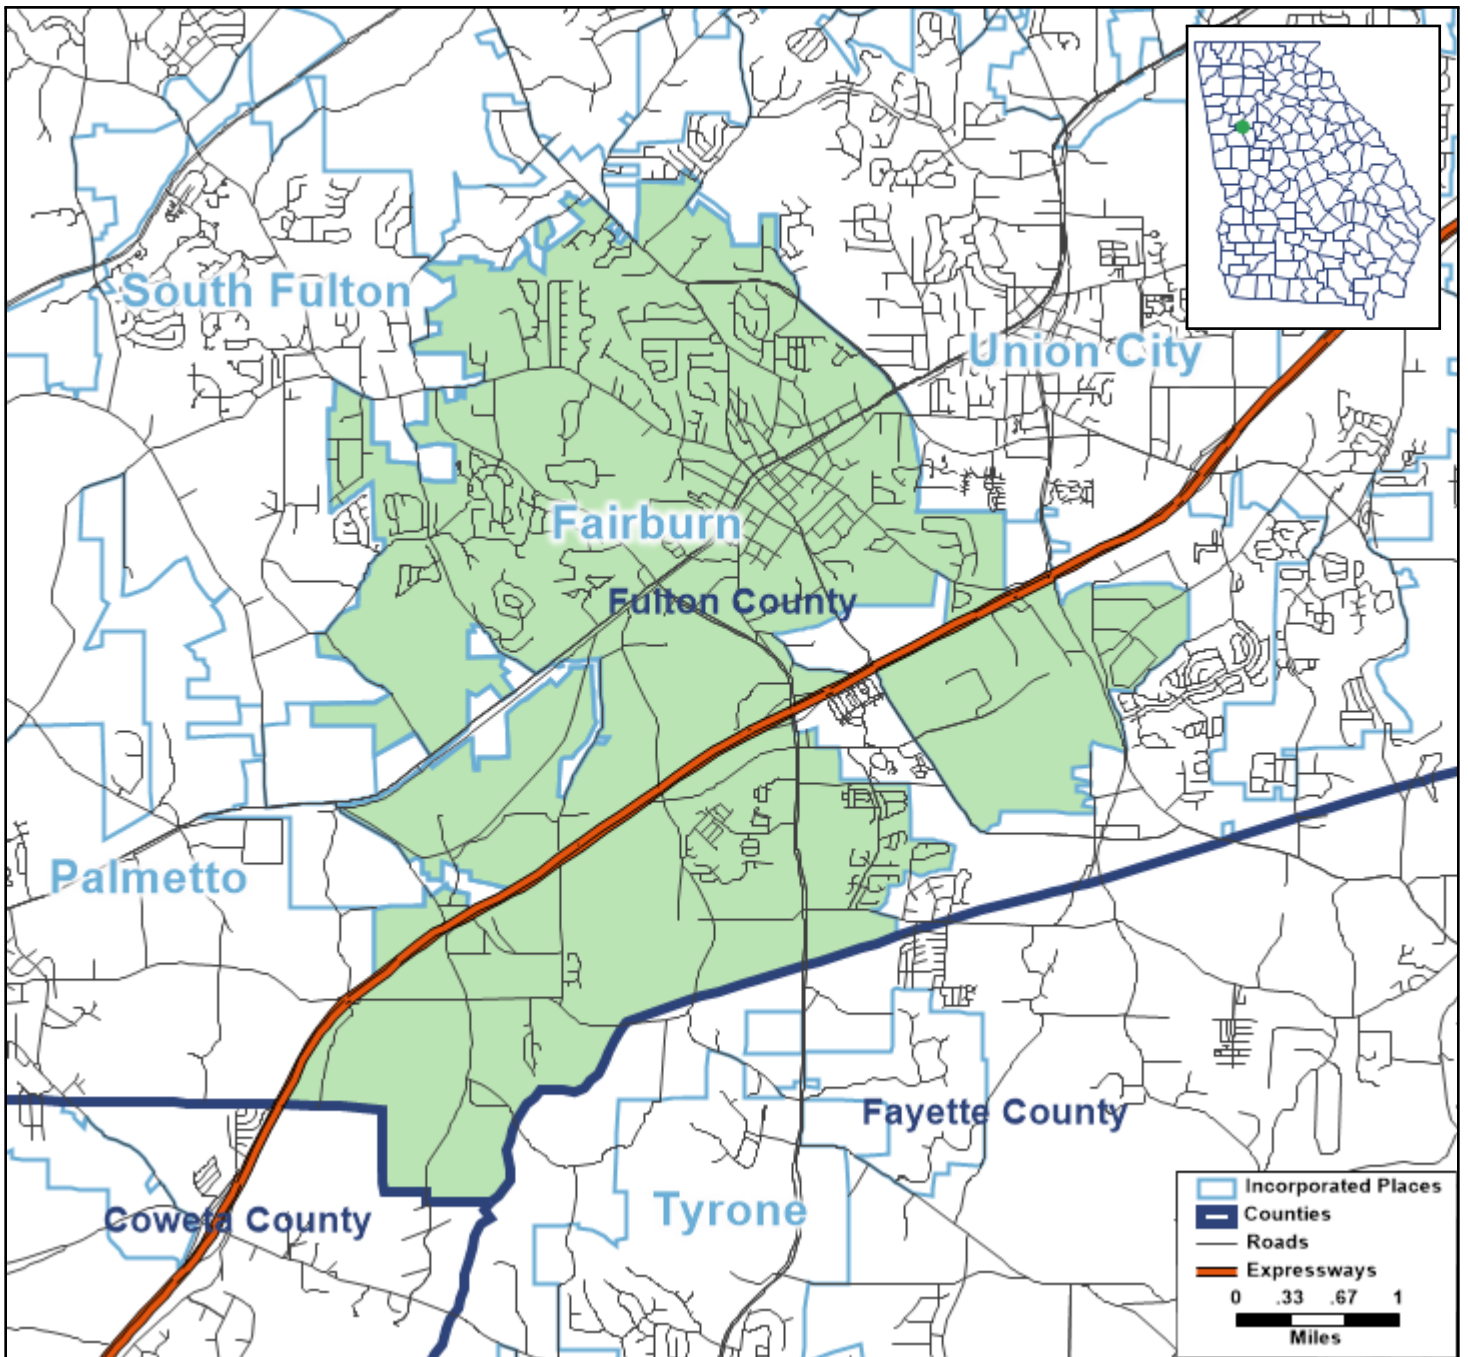 South Fulton
Union City
Fairburn
Fulton County
Palmetto
Fayette County
Tyrone
Coweta County
Incorporated Places
Counties
Roads
Expressways
0 .33 .67 1
Miles